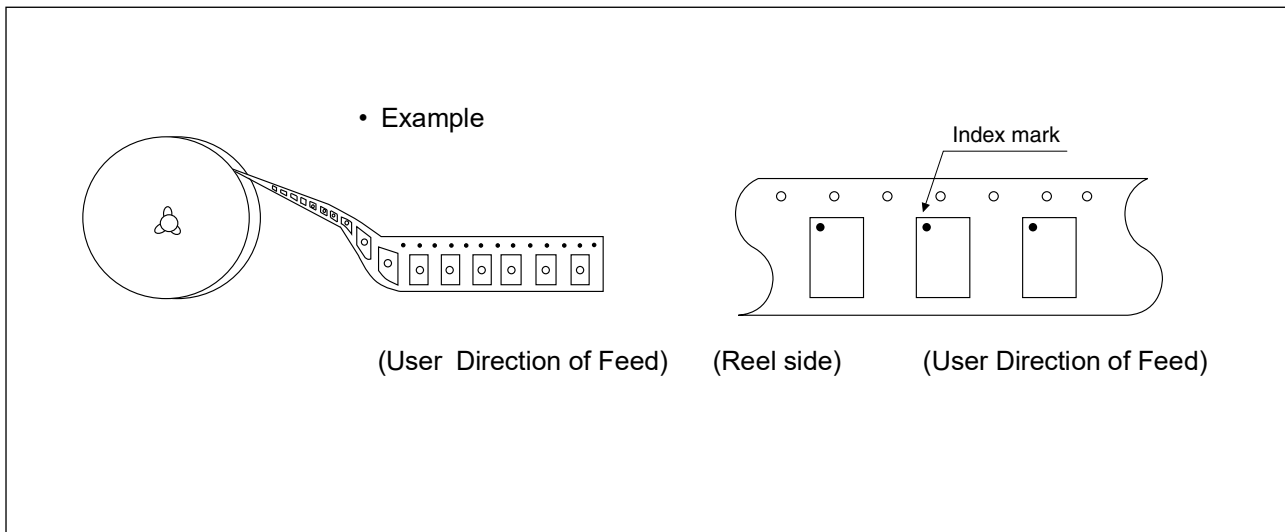 • Example
Index mark
(User Direction of Feed)
(Reel side)
(User Direction of Feed)